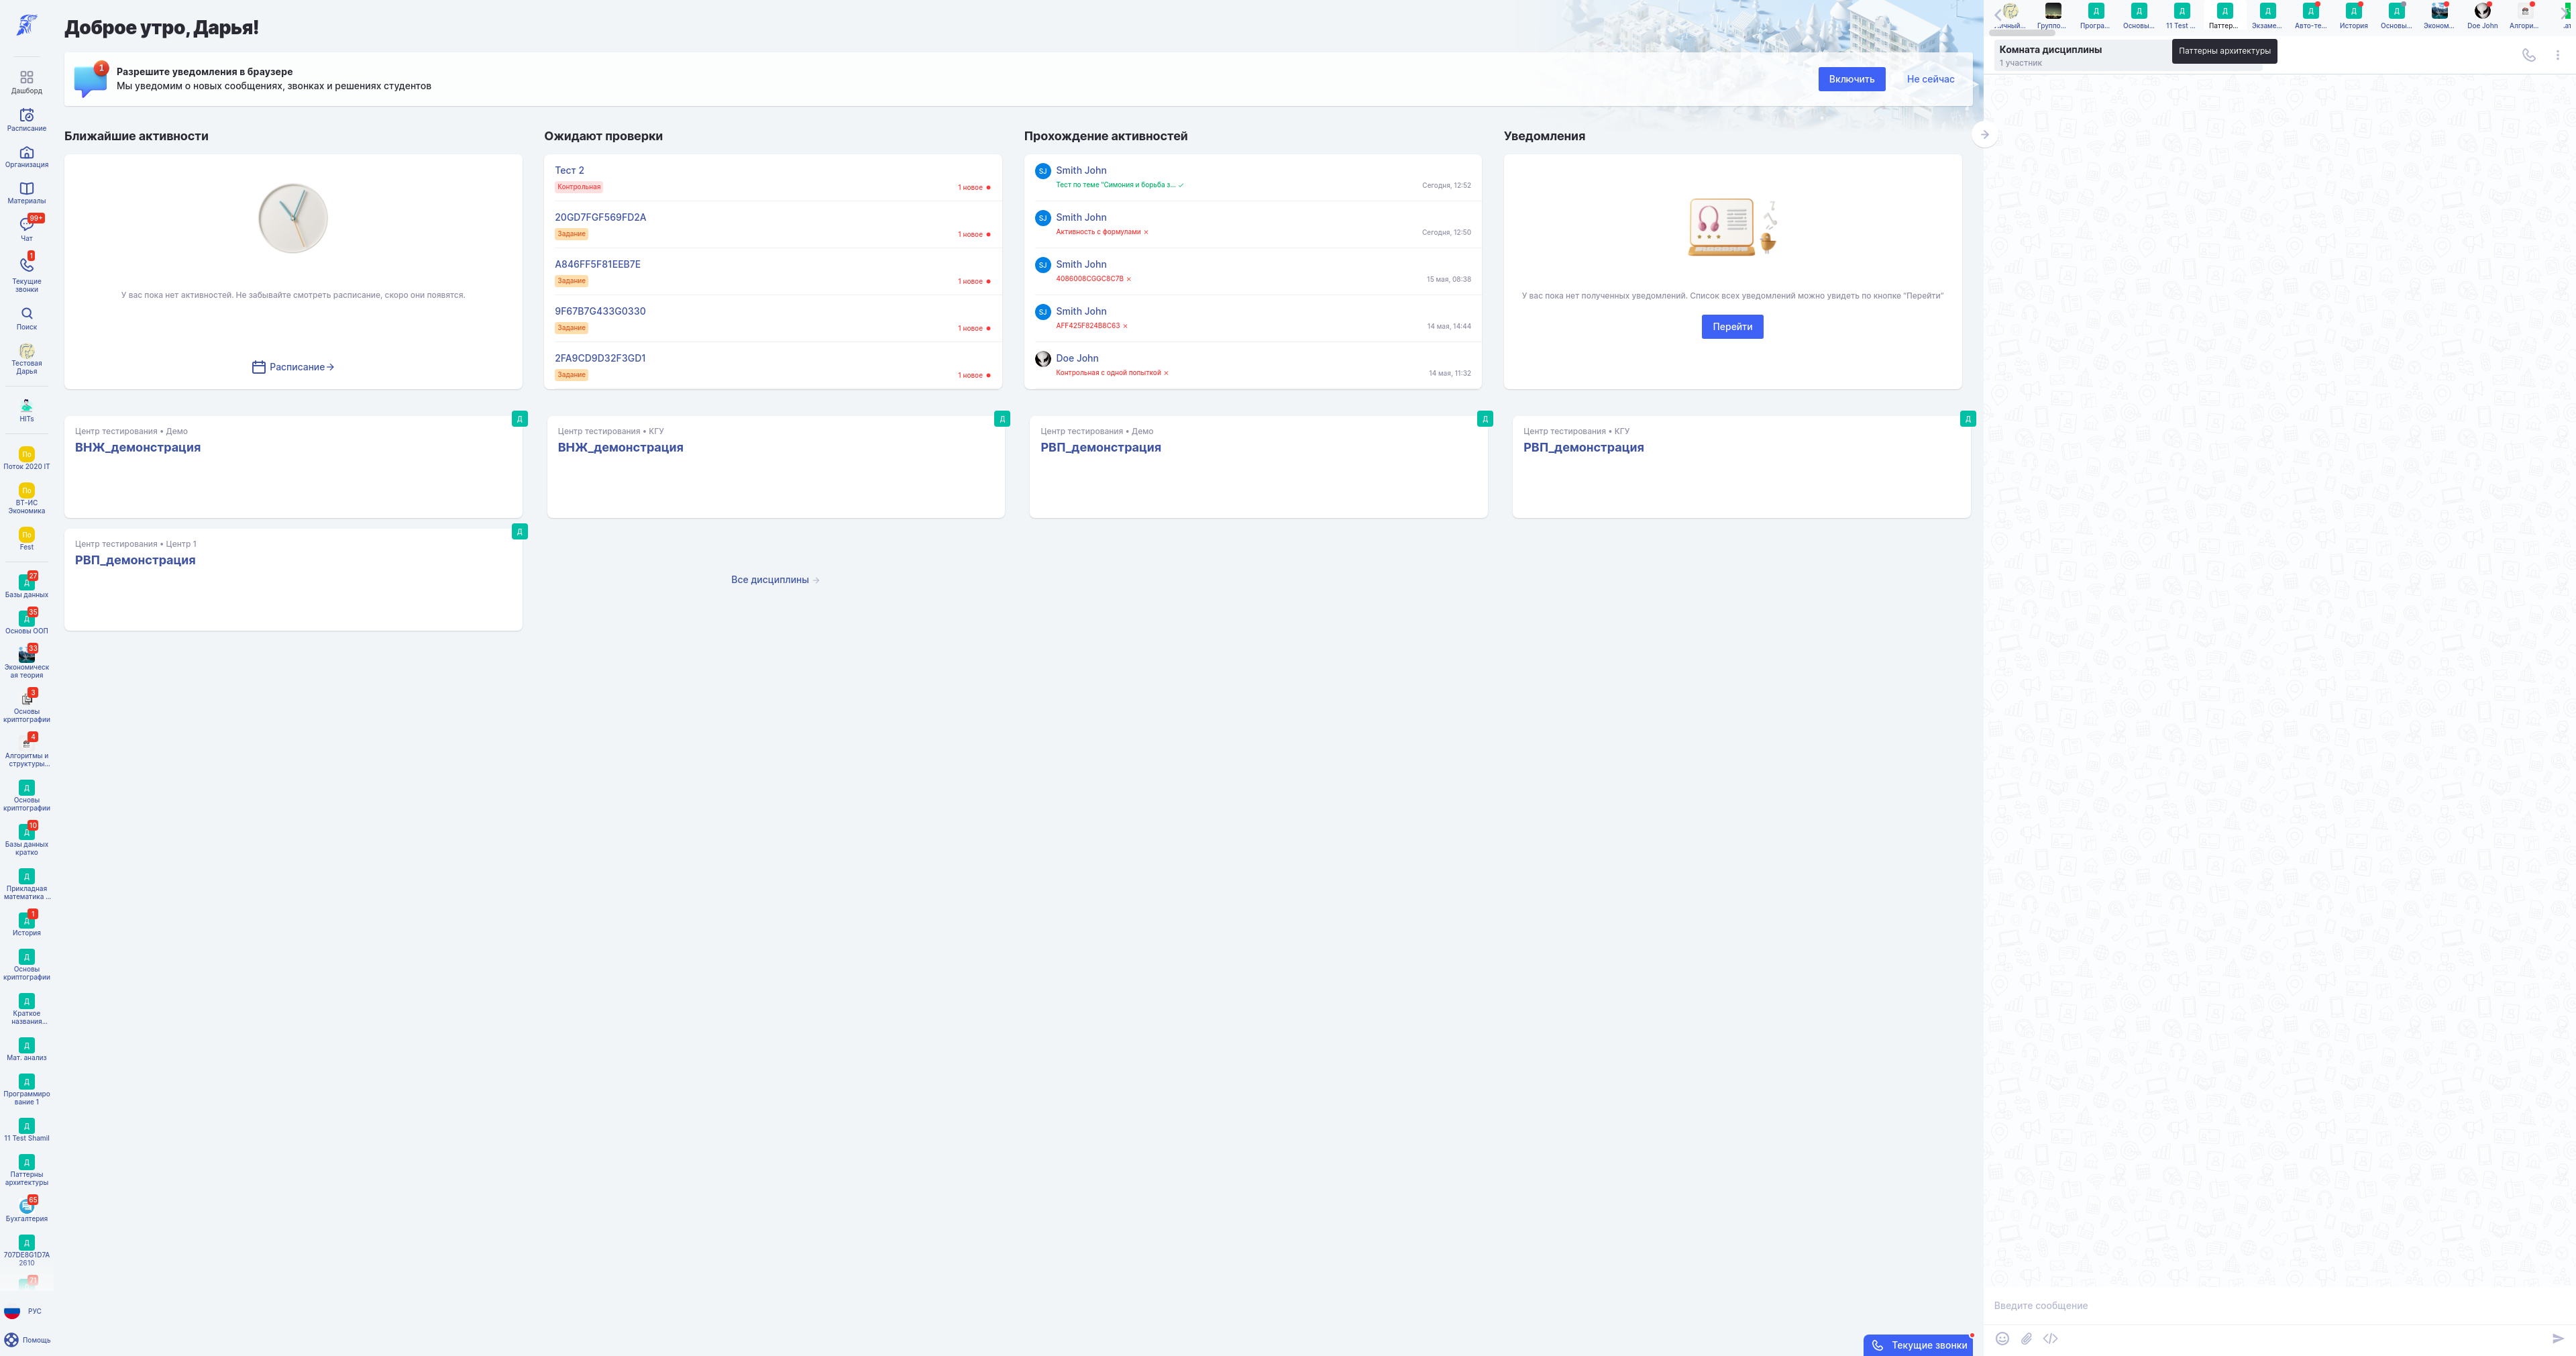 Доброе утро, Дарья!
1
Разрешите уведомления в браузере
Мы уведомим о новых сообщениях, звонках и решениях студентов
Включить
Не сейчас
Дашборд
Расписание
Организация
Материалы
99+
Чат
1
Текущие
звонки
Поиск
Тестовая
Дарья
HITs
По
Поток 2020 IT
По
ВТ-ИС
Экономика
По
Fest
27
Д
Базы данных
35
Д
Основы ООП
33
Экономическ
ая теория
3
Основы
криптографии
4
Алгоритмы и
структуры...
Д
Основы
криптографии
10
Д
Базы данных
кратко
Д
Прикладная
математика ...
1
Д
История
Д
Основы
криптографии
Д
Краткое
названия...
Д
Мат. анализ
Д
Программиро
вание 1
Д
11 Test Shamil
Д
Паттерны
архитектуры
65
Бухгалтерия
Д
707DE8G1D7A
2610
21
РУС
Помощь
Ближайшие активности
У вас пока нет активностей. Не забывайте смотреть расписание, скоро они появятся.
Расписание
Ожидают проверки
Тест 2
Контрольная
1 новое
20GD7FGF569FD2A
Задание
1 новое
A846FF5F81EEB7E
Задание
1 новое
9F67B7G433G0330
Задание
1 новое
2FA9CD9D32F3GD1
Задание
1 новое
Прохождение активностей
SJ
Smith John
Тест по теме "Симония и борьба з...
Сегодня, 12:52
SJ
Smith John
Активность с формулами
Сегодня, 12:50
SJ
Smith John
4086008CGGC8C7B
15 мая, 08:38
SJ
Smith John
AFF425F824B8C63
14 мая, 14:44
Doe John
Контрольная с одной попыткой
14 мая, 11:32
Уведомления
У вас пока нет полученных уведомлений. Список всех уведомлений можно увидеть по кнопке "Перейти"
Перейти
Д
Центр тестирования • Демо
ВНЖ_демонстрация
Д
Центр тестирования • КГУ
ВНЖ_демонстрация
Д
Центр тестирования • Демо
РВП_демонстрация
Д
Центр тестирования • КГУ
РВП_демонстрация
Д
Центр тестирования • Центр 1
РВП_демонстрация
Все дисциплины
Текущие звонки
Группо...
Д
Програ...
Д
Основы...
Д
11 Test ...
Д
Паттер...
Д
Экзаме...
Д
Авто-те...
Д
История
Д
Основы...
Эконом...
Doe John
Алгори...
Комната дисциплины
1 участник
Паттерны архитектуры
Введите сообщение